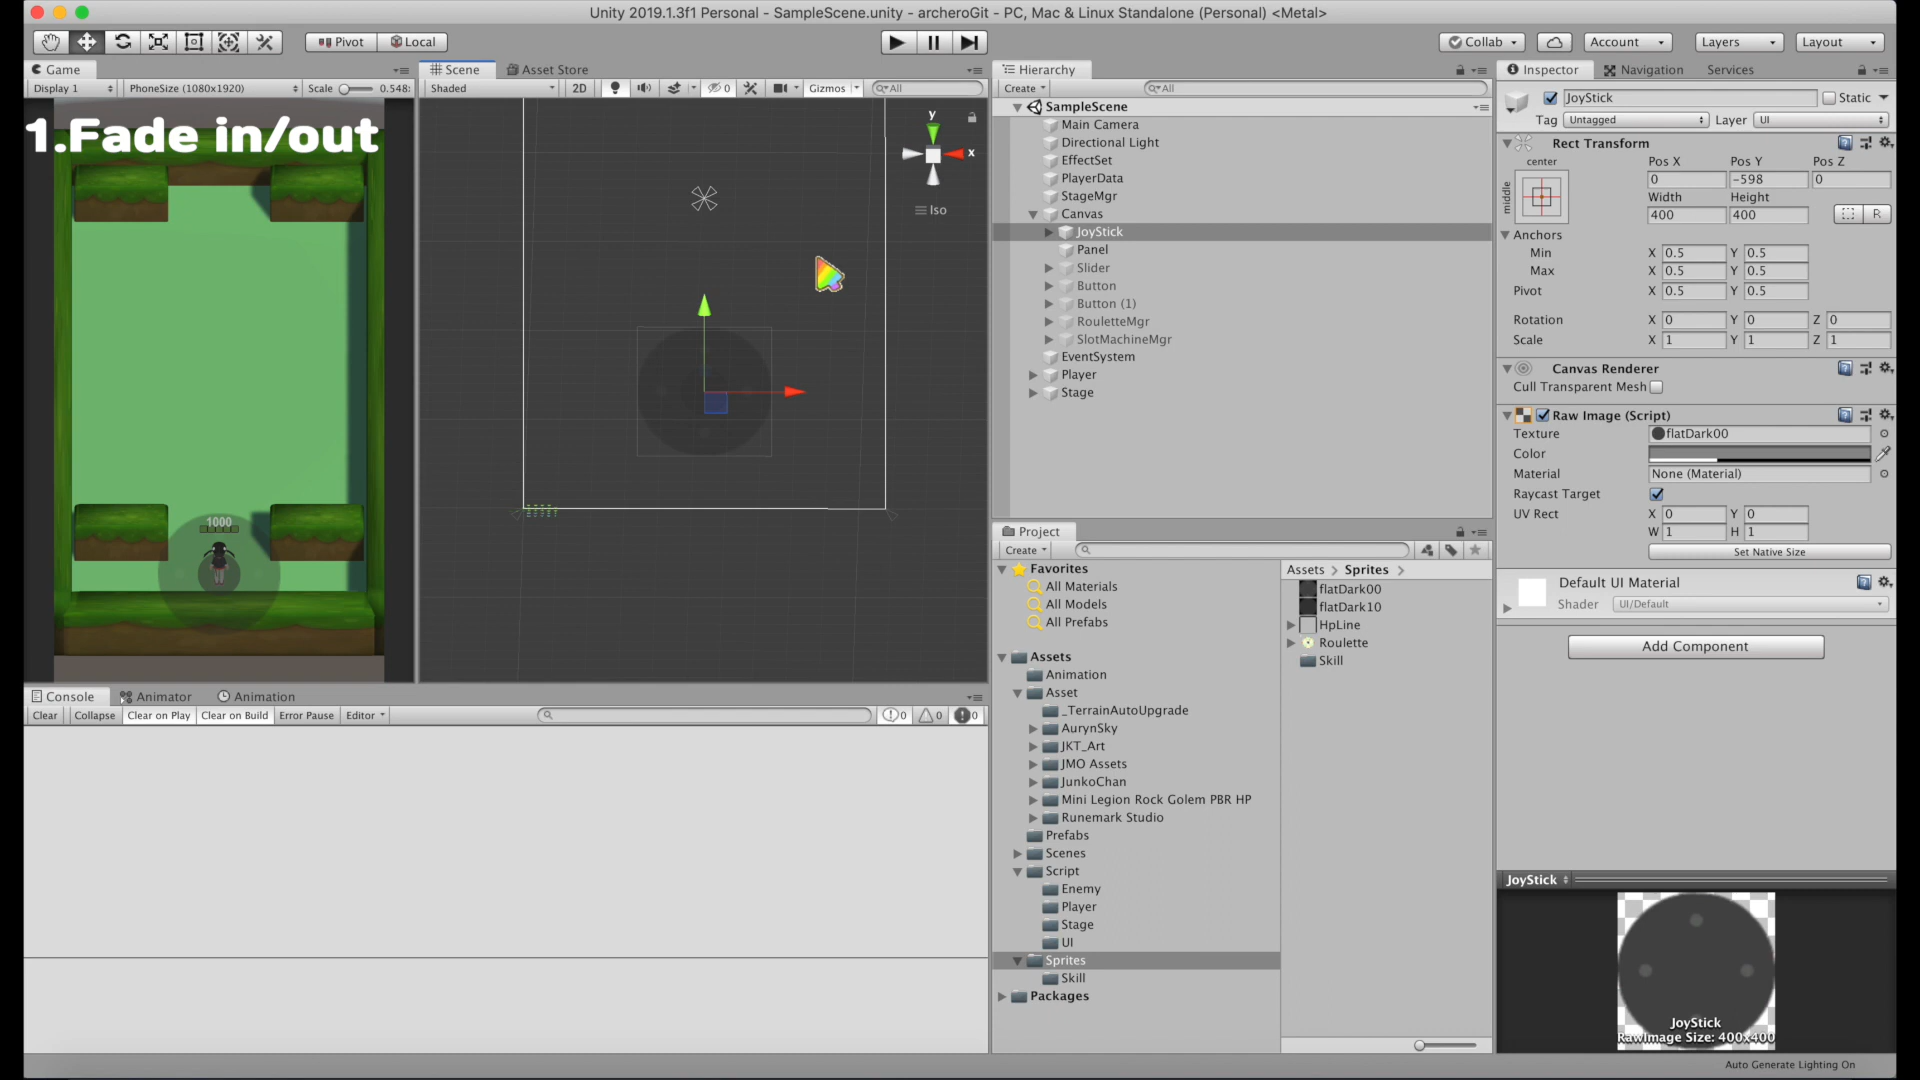 Unity 2019.1.3f1 Personal - SampleScene.unity - archeroGit - PC, Mac & Linux Standalone (Personal) <Metal>
Pivot Local
Collab Account Layers Layout
Game
Display 1 PhoneSize (1080x1920) Scale 0.548:
1.Fade in/out
1000
Scene Asset Store
Shaded 2D 0 Gizmos All
y
x
Iso
Hierarchy
Create All
SampleScene
Main Camera
Directional Light
EffectSet
PlayerData
StageMgr
Canvas
JoyStick
Panel
Slider
Button
Button (1)
RouletteMgr
SlotMachineMgr
EventSystem
Player
Stage
Console Animator Animation
Clear Collapse Clear on Play Clear on Build Error Pause Editor 0 0 0
Project
Create
Favorites
All Materials
All Models
All Prefabs
Assets
Animation
Asset
_TerrainAutoUpgrade
AurynSky
JKT_Art
JMO Assets
JunkoChan
Mini Legion Rock Golem PBR HP
Runemark Studio
Prefabs
Scenes
Script
Enemy
Player
Stage
UI
Sprites
Skill
Packages
Assets > Sprites >
flatDark00
flatDark10
HpLine
Roulette
Skill
Inspector Navigation Services
JoyStick Static
Tag Untagged Layer UI
Rect Transform
center Pos X Pos Y Pos Z
middle 0 -598 0
Width Height
400 400 R
Anchors
Min X 0.5 Y 0.5
Max X 0.5 Y 0.5
Pivot X 0.5 Y 0.5
Rotation X 0 Y 0 Z 0
Scale X 1 Y 1 Z 1
Canvas Renderer
Cull Transparent Mesh
Raw Image (Script)
Texture flatDark00
Color
Material None (Material)
Raycast Target
UV Rect X 0 Y 0
W 1 H 1
Set Native Size
Default UI Material
Shader UI/Default
Add Component
JoyStick
JoyStick
RawImage Size: 400x400
Auto Generate Lighting On